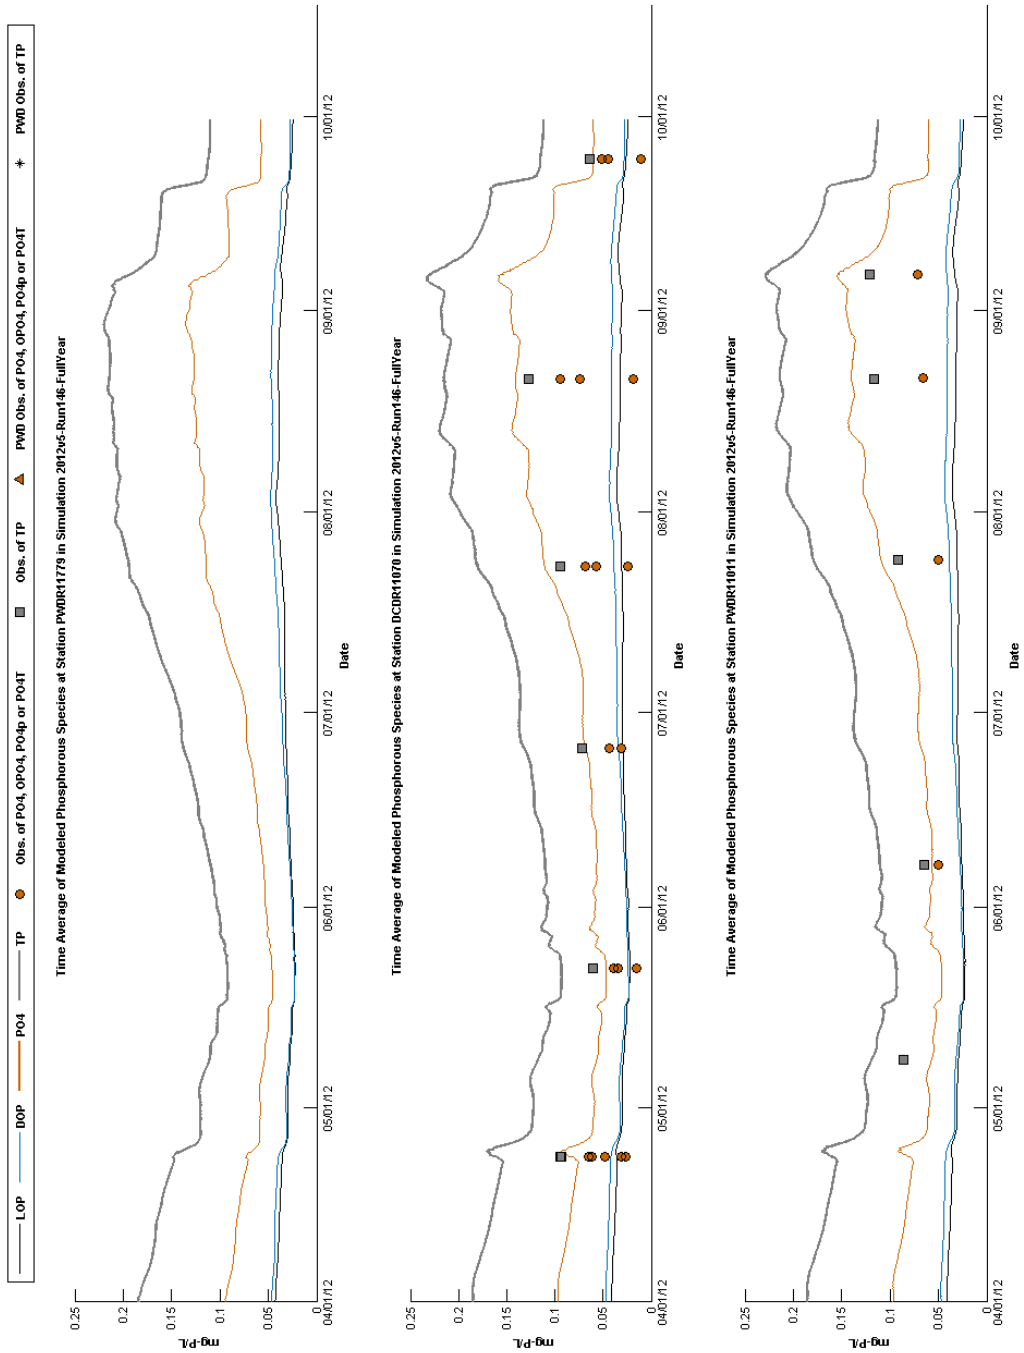 LOP DOP PO4 TP Obs. of PO4, OPO4, PO4p or PO4T Obs. of TP PWD Obs. of PO4, OPO4, PO4p or PO4T PWD Obs. of TP
Time Average of Modeled Phosphorous Species at Station PWDR11779 in Simulation 2012v5-Run146-FullYear
mg-P/L
0.25
0.2
0.15
0.1
0.05
0
04/01/12 05/01/12 06/01/12 07/01/12 08/01/12 09/01/12 10/01/12
Date
Time Average of Modeled Phosphorous Species at Station DCDR11070 in Simulation 2012v5-Run146-FullYear
mg-P/L
0.25
0.2
0.15
0.1
0.05
0
04/01/12 05/01/12 06/01/12 07/01/12 08/01/12 09/01/12 10/01/12
Date
Time Average of Modeled Phosphorous Species at Station PWDR11011 in Simulation 2012v5-Run146-FullYear
mg-P/L
0.25
0.2
0.15
0.1
0.05
0
04/01/12 05/01/12 06/01/12 07/01/12 08/01/12 09/01/12 10/01/12
Date